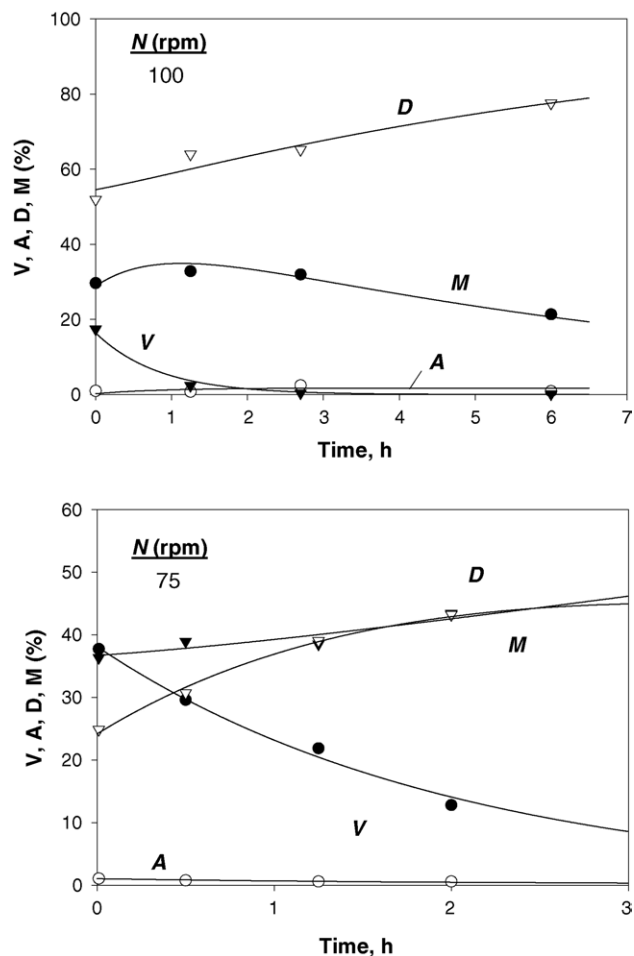 100
N (rpm)
100
D
80
60
V, A, D, M (%)
40
M
20
V
A
0
0 1 2 3 4 5 6 7
Time, h
60
N (rpm)
75
D
50
40
M
30
V, A, D, M (%)
20
10
V
A
0
0 1 2 3
Time, h